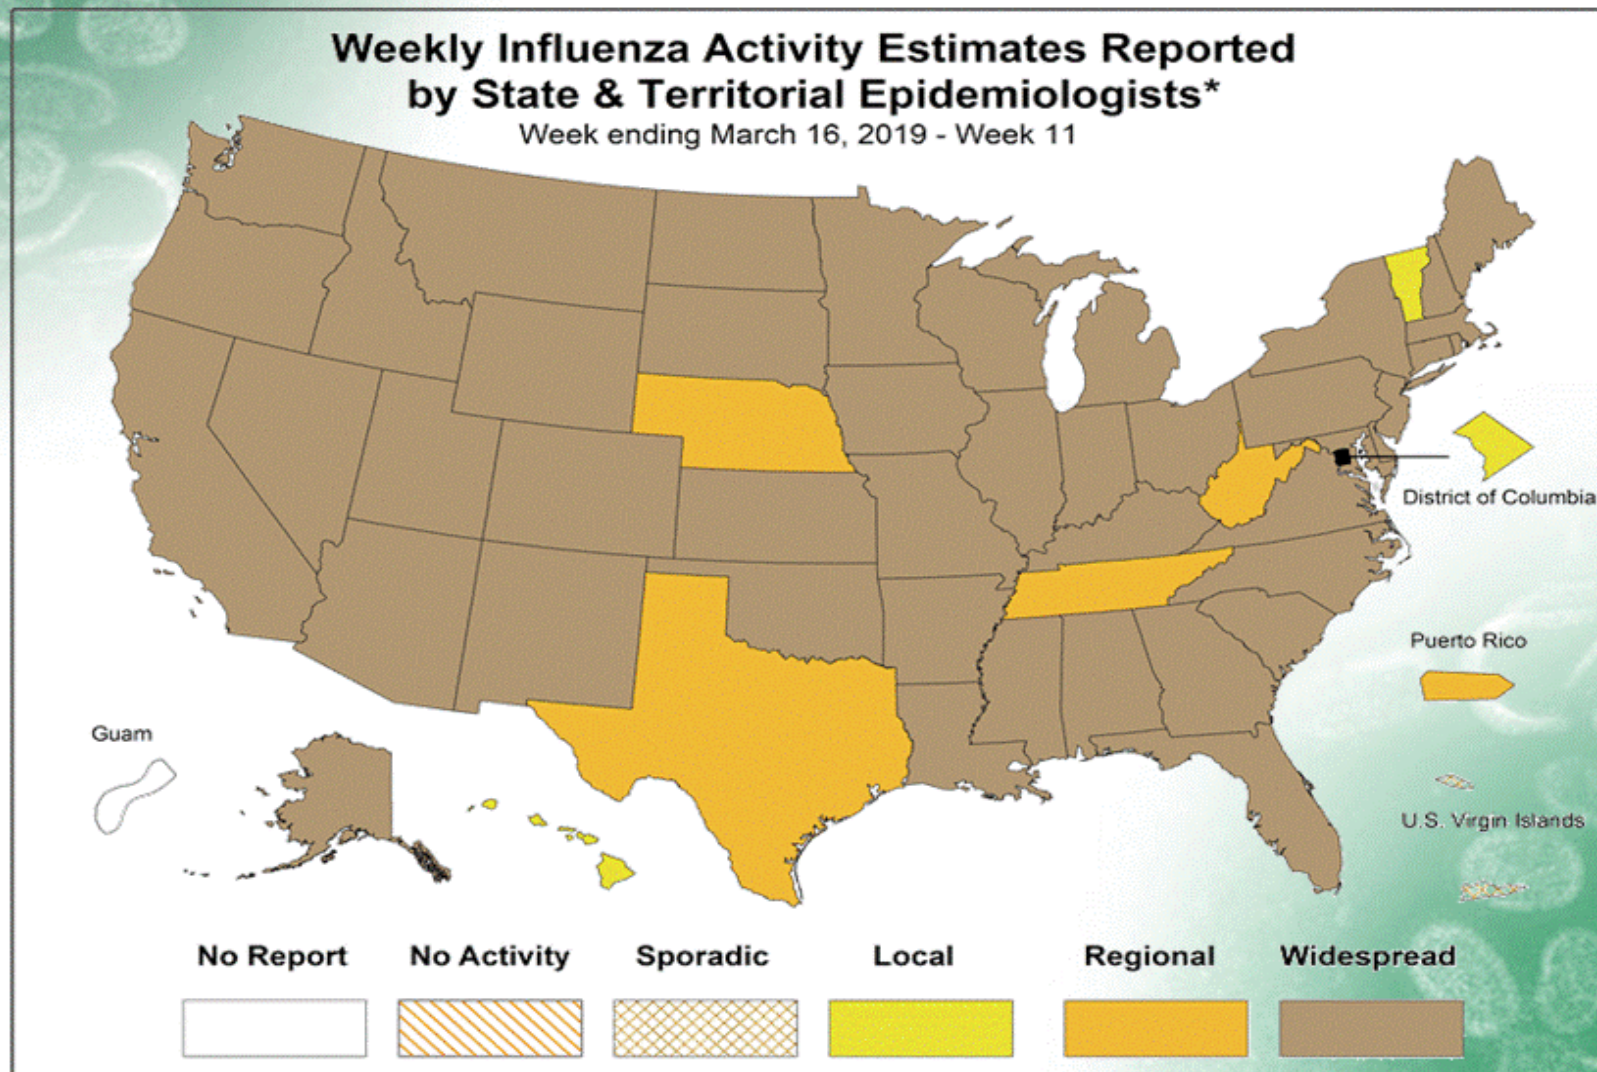 Weekly Influenza Activity Estimates Reported
by State & Territorial Epidemiologists*
Week ending March 16, 2019 - Week 11
District of Columbia
Puerto Rico
Guam
U.S. Virgin Islands
No Report No Activity Sporadic Local Regional Widespread